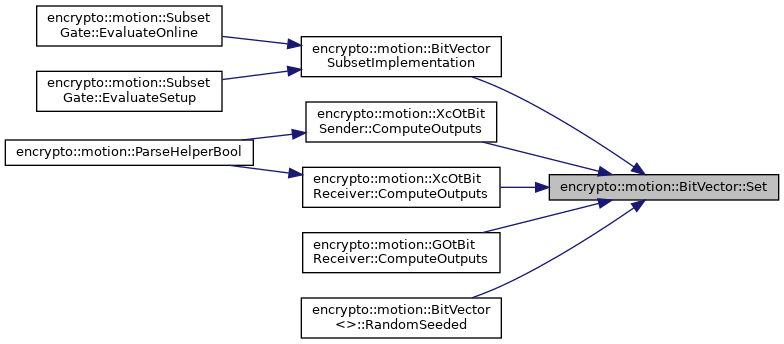 encrypto::motion::Subset
Gate::EvaluateOnline
encrypto::motion::BitVector
SubsetImplementation
encrypto::motion::Subset
Gate::EvaluateSetup
encrypto::motion::XcOtBit
Sender::ComputeOutputs
encrypto::motion::ParseHelperBool
encrypto::motion::XcOtBit
Receiver::ComputeOutputs
encrypto::motion::BitVector::Set
encrypto::motion::GOtBit
Receiver::ComputeOutputs
encrypto::motion::BitVector
<>::RandomSeeded